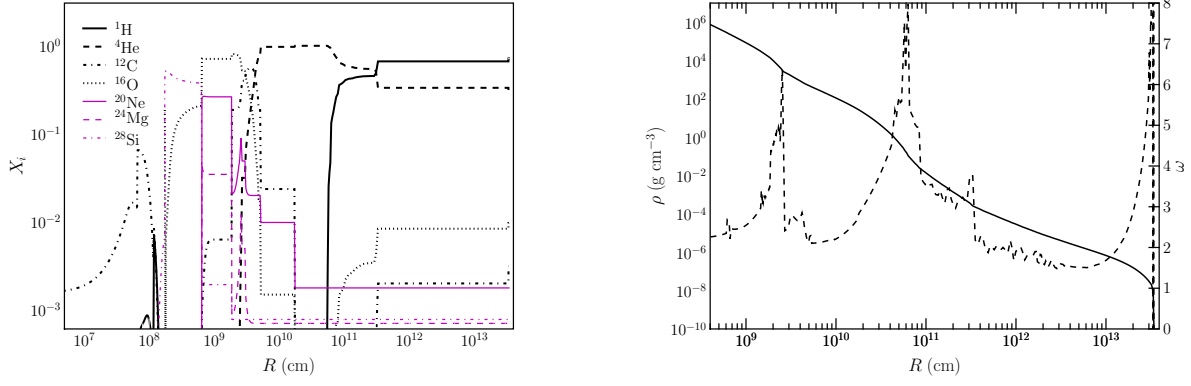 10⁰
10⁻¹
10⁻²
10⁻³
Xᵢ
¹H
⁴He
¹²C
¹⁶O
²⁰Ne
²⁴Mg
²⁸Si
10⁷ 10⁸ 10⁹ 10¹⁰ 10¹¹ 10¹² 10¹³
R (cm)
10⁶
10⁴
10²
10⁰
10⁻²
10⁻⁴
10⁻⁶
10⁻⁸
10⁻¹⁰
ρ (g cm⁻³)
8
7
6
5
4
3
2
1
0
10⁹ 10¹⁰ 10¹¹ 10¹² 10¹³
R (cm)